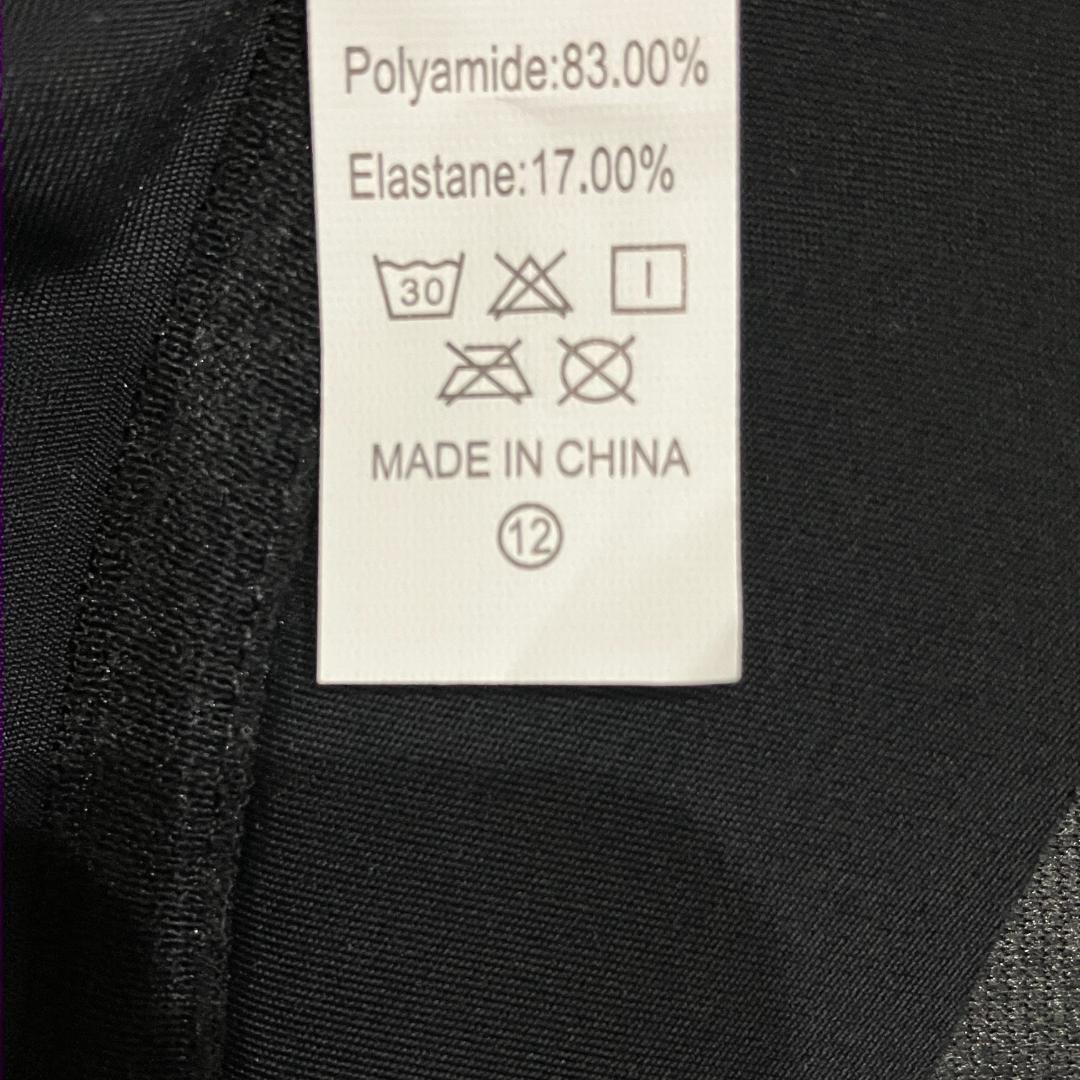 Polyamide:83.00%
Elastane:17.00%
30
MADE IN CHINA
12